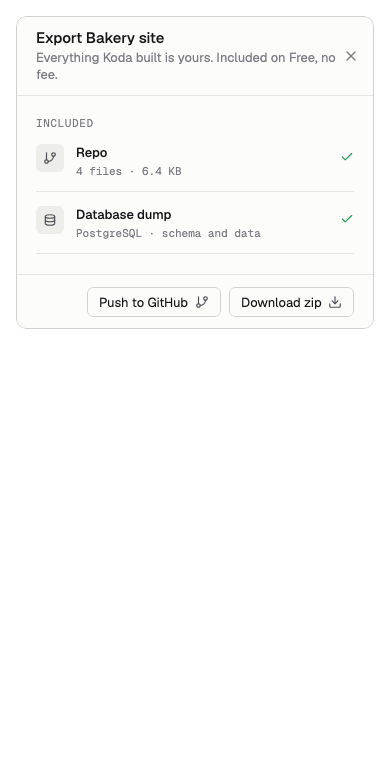 Export Bakery site
Everything Koda built is yours. Included on Free, no
fee.
INCLUDED
Repo
4 files · 6.4 KB
Database dump
PostgreSQL · schema and data
Push to GitHub
Download zip